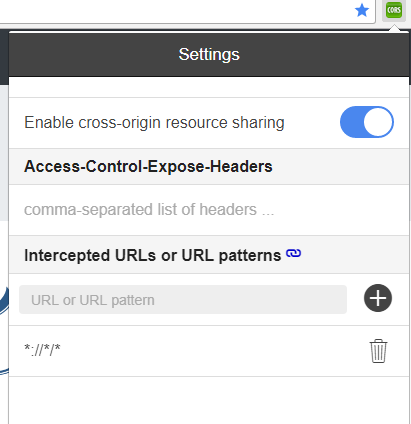 CORS
Settings
Enable cross-origin resource sharing
Access-Control-Expose-Headers
comma-separated list of headers ...
Intercepted URLs or URL patterns
URL or URL pattern
*://*/*